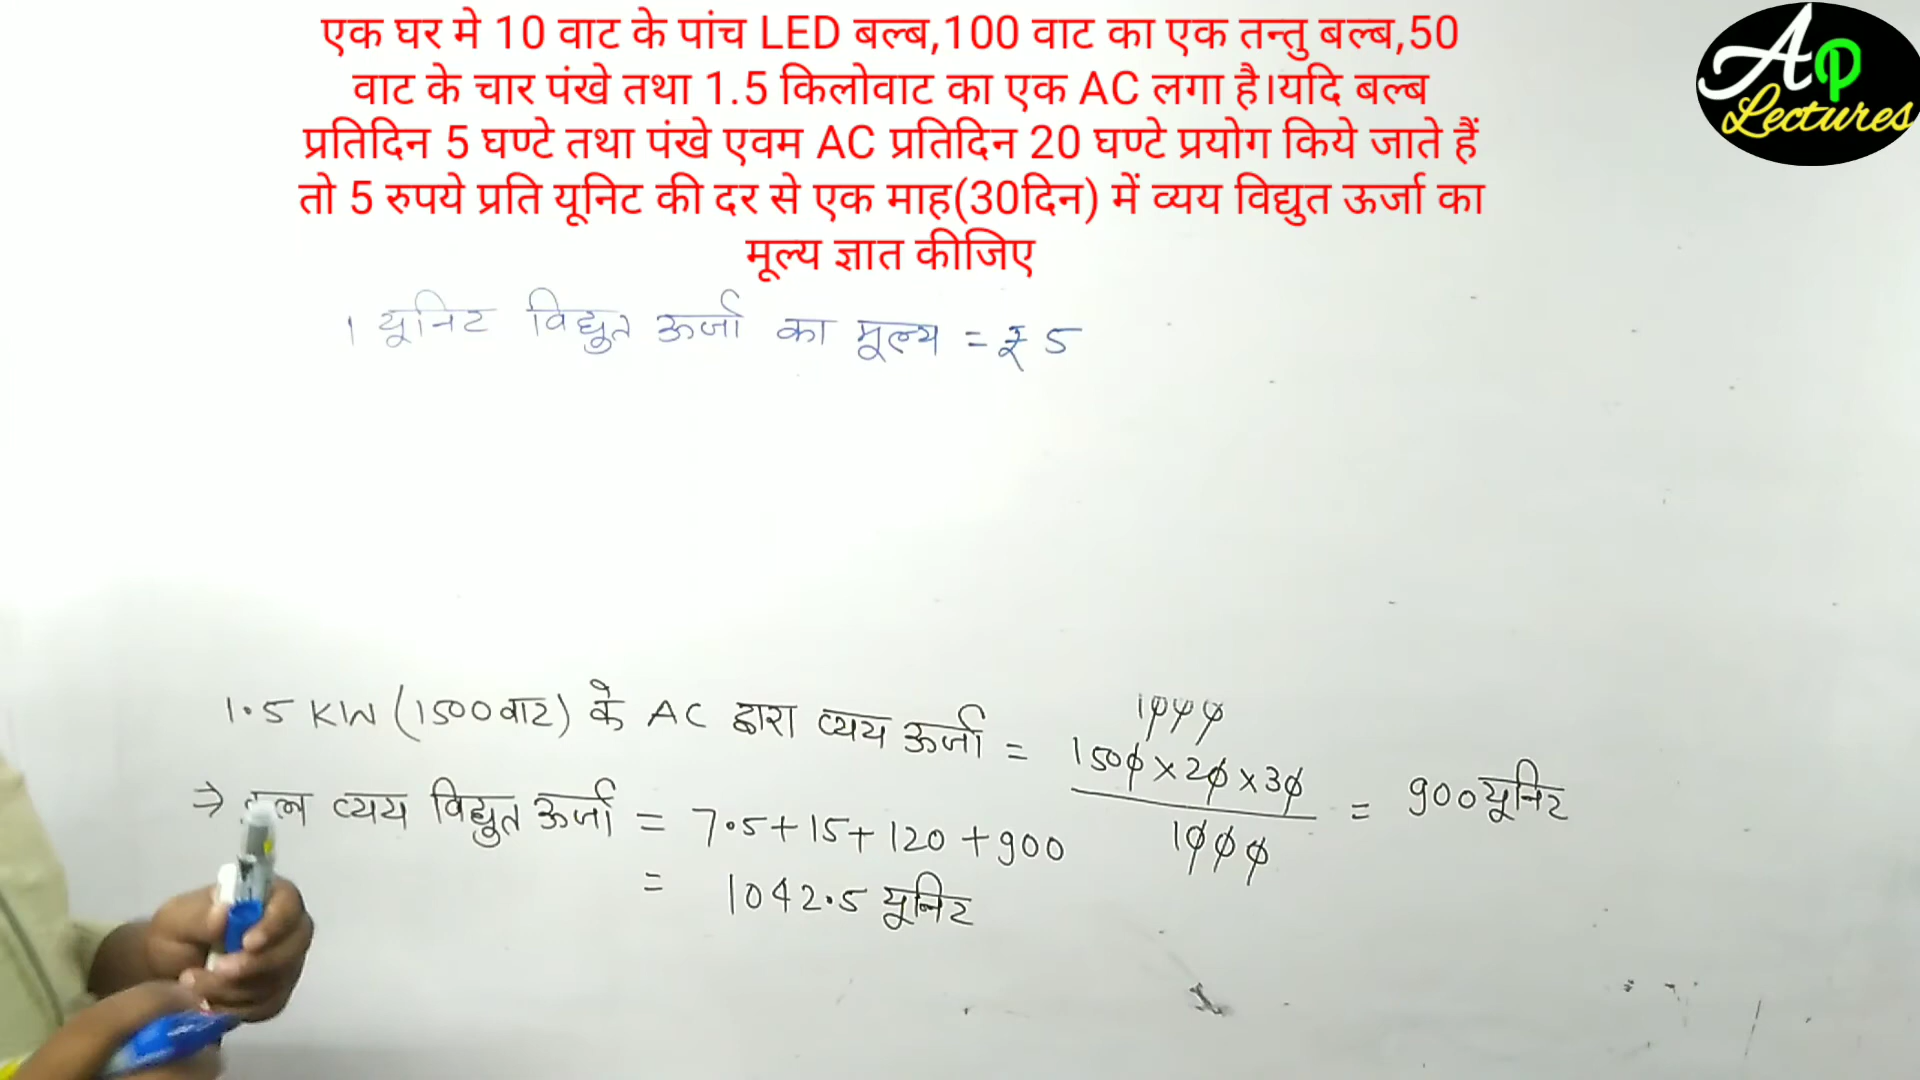 एक घर मे 10 वाट के पांच LED बल्ब,100 वाट का एक तन्तु बल्ब,50
वाट के चार पंखे तथा 1.5 किलोवाट का एक AC लगा है।यदि बल्ब
प्रतिदिन 5 घण्टे तथा पंखे एवम AC प्रतिदिन 20 घण्टे प्रयोग किये जाते हैं
तो 5 रुपये प्रति यूनिट की दर से एक माह(30दिन) में व्यय विद्युत ऊर्जा का
मूल्य ज्ञात कीजिए
AP
Lectures
1 यूनिट विद्युत ऊर्जा का मूल्य = ₹ 5
1.5 KW (1500 वाट) के AC द्वारा व्यय ऊर्जा = 1500 × 20 × 30 / 1000 = 900 यूनिट
⇒ व्यय विद्युत ऊर्जा = 7.5 + 15 + 120 + 900
= 1042.5 यूनिट